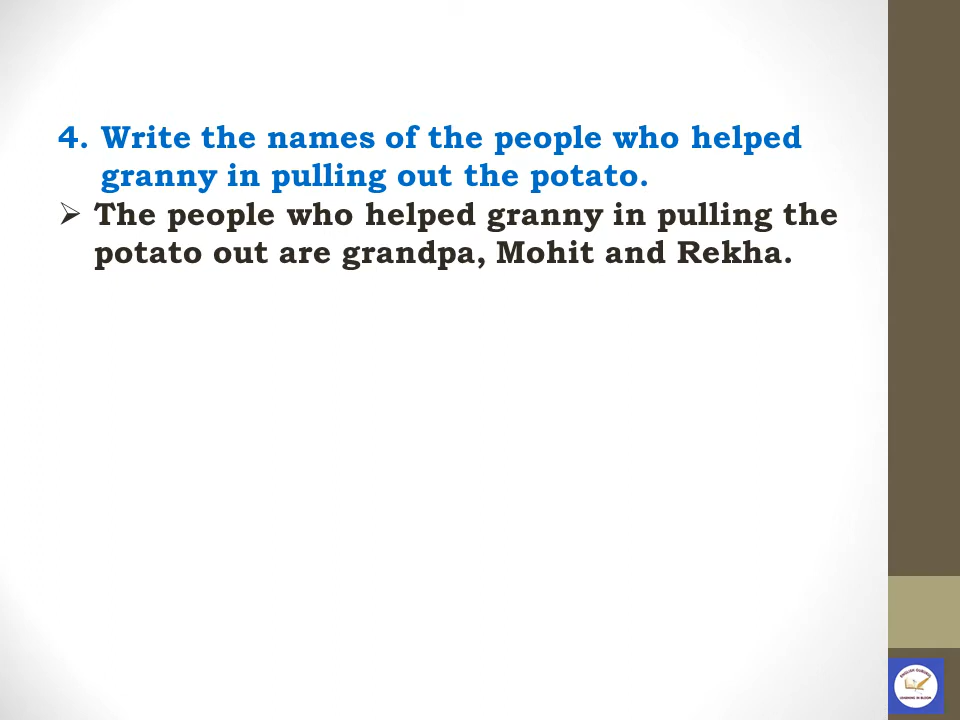 4. Write the names of the people who helped
granny in pulling out the potato.
➢ The people who helped granny in pulling the
potato out are grandpa, Mohit and Rekha.